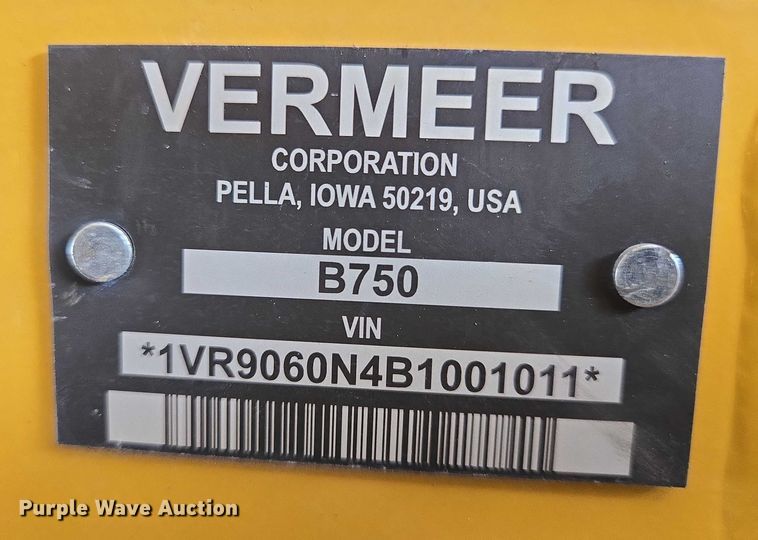 VERMEER
CORPORATION
PELLA, IOWA 50219, USA
MODEL
B750
VIN
*1VR9060N4B1001011*
Purple Wave Auction